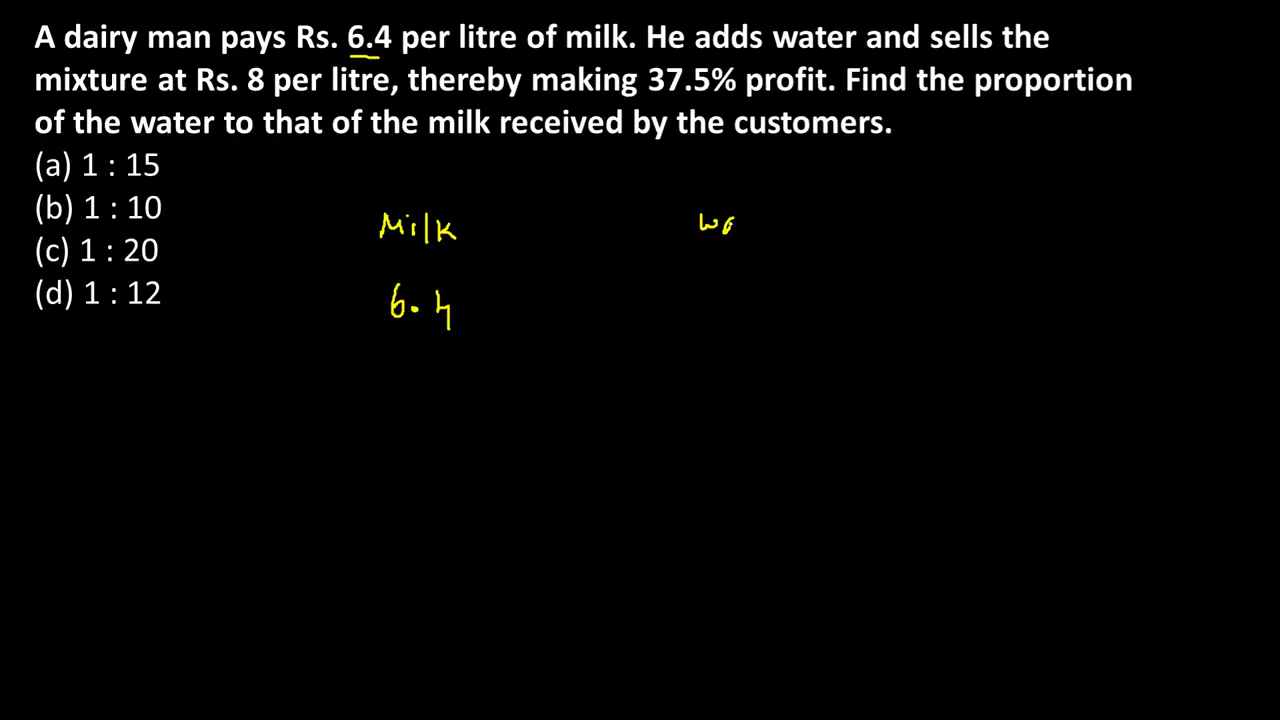 A dairy man pays Rs. 6.4 per litre of milk. He adds water and sells the
mixture at Rs. 8 per litre, thereby making 37.5% profit. Find the proportion
of the water to that of the milk received by the customers.
(a) 1 : 15
(b) 1 : 10
(c) 1 : 20
(d) 1 : 12
Milk wa
6.4